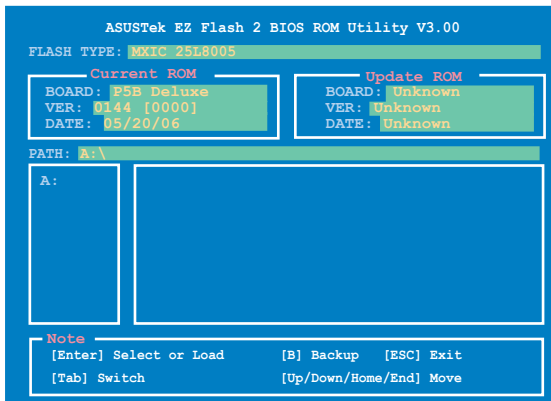 ASUSTek EZ Flash 2 BIOS ROM Utility V3.00
FLASH TYPE: MXIC 25L8005
Current ROM
BOARD: P5B Deluxe
VER: 0144 [0000]
DATE: 05/20/06
Update ROM
BOARD: Unknown
VER: Unknown
DATE: Unknown
PATH: A:\
A:
Note
[Enter] Select or Load [B] Backup [ESC] Exit
[Tab] Switch [Up/Down/Home/End] Move